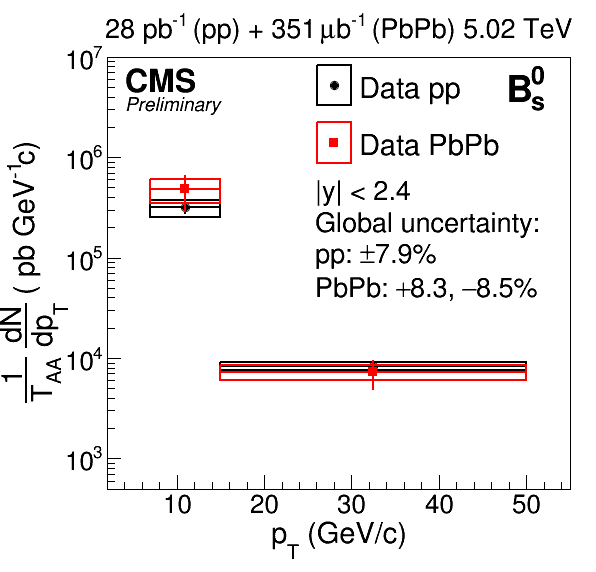 28 pb⁻¹ (pp) + 351 μb⁻¹ (PbPb) 5.02 TeV
CMS
Preliminary
Data pp
B⁰ₛ
Data PbPb
|y| < 2.4
Global uncertainty:
pp: ±7.9%
PbPb: +8.3, −8.5%
1/T_AA dN/dp_T ( pb GeV⁻¹c)
10⁷
10⁶
10⁵
10⁴
10³
10 20 30 40 50
p_T (GeV/c)